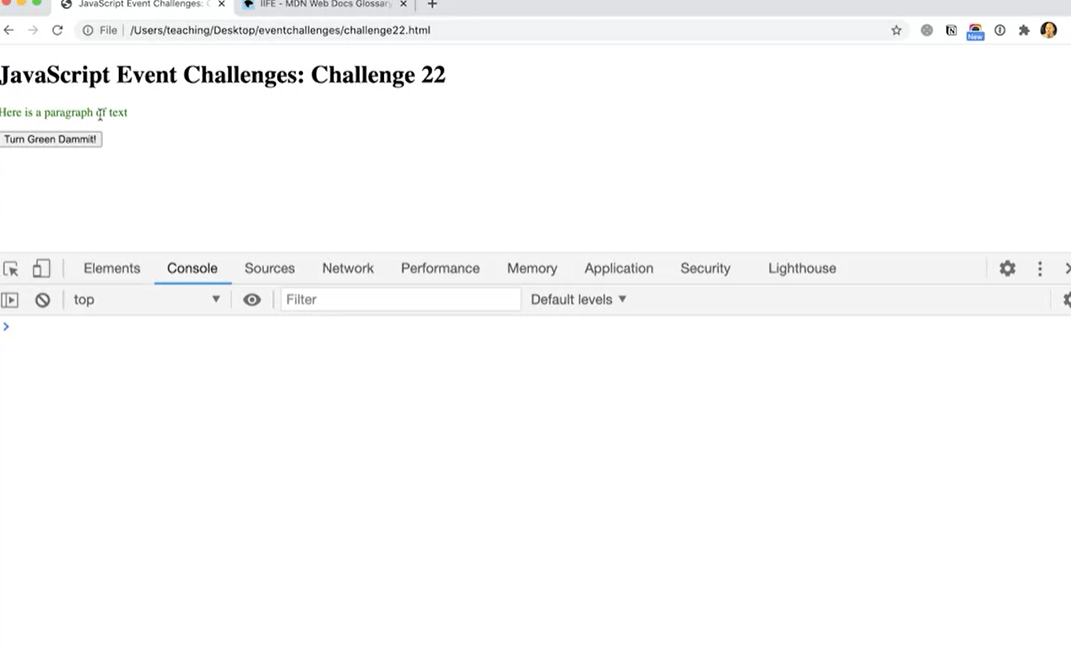 JavaScript Event Challenges:
IIFE - MDN Web Docs Glossary
File
/Users/teaching/Desktop/eventchallenges/challenge22.html
New
JavaScript Event Challenges: Challenge 22
Here is a paragraph of text
Turn Green Dammit!
Elements
Console
Sources
Network
Performance
Memory
Application
Security
Lighthouse
top
Filter
Default levels